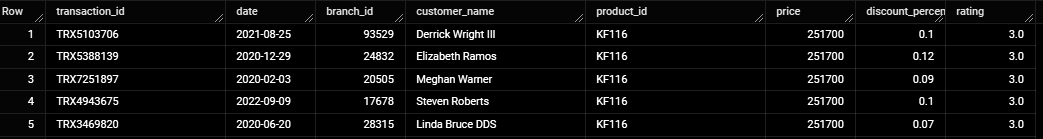 Row transaction_id date branch_id customer_name product_id price discount_percen rating
1 TRX5103706 2021-08-25 93529 Derrick Wright III KF116 251700 0.1 3.0
2 TRX5388139 2020-12-29 24832 Elizabeth Ramos KF116 251700 0.12 3.0
3 TRX7251897 2020-02-03 20505 Meghan Warner KF116 251700 0.09 3.0
4 TRX4943675 2022-09-09 17678 Steven Roberts KF116 251700 0.1 3.0
5 TRX3469820 2020-06-20 28315 Linda Bruce DDS KF116 251700 0.07 3.0